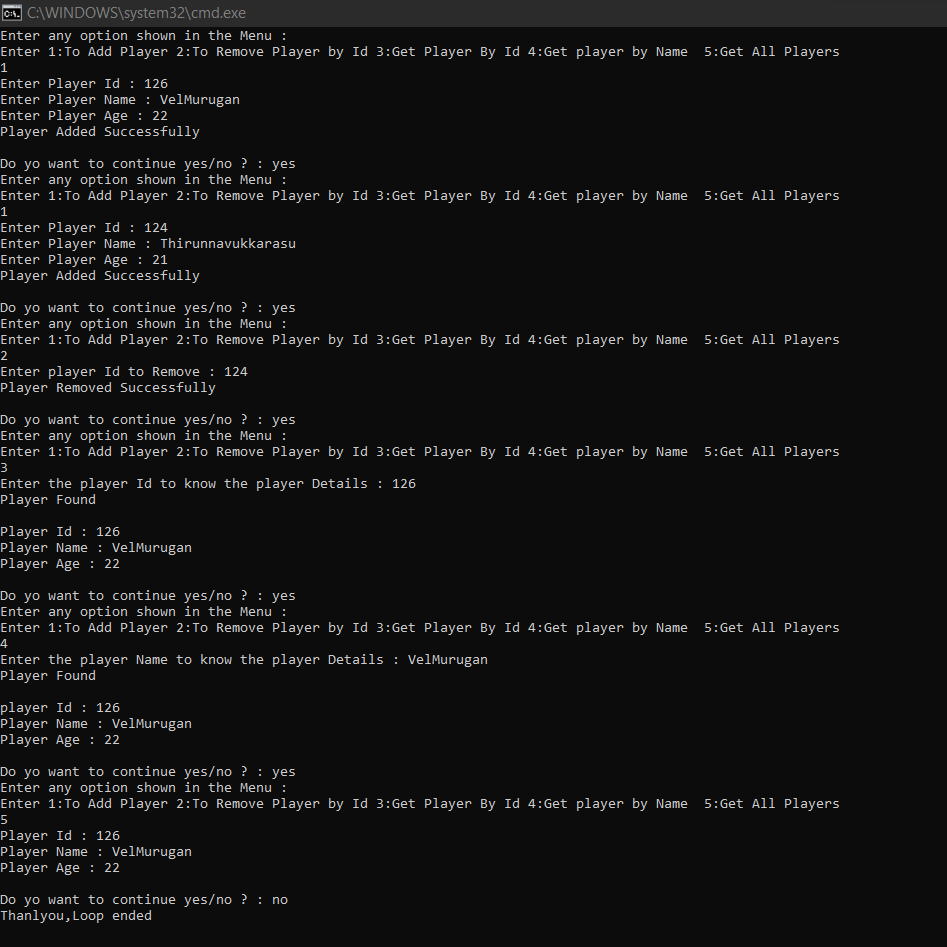 C:\WINDOWS\system32\cmd.exe
Enter any option shown in the Menu :
Enter 1:To Add Player 2:To Remove Player by Id 3:Get Player By Id 4:Get player by Name  5:Get All Players
1
Enter Player Id : 126
Enter Player Name : VelMurugan
Enter Player Age : 22
Player Added Successfully

Do yo want to continue yes/no ? : yes
Enter any option shown in the Menu :
Enter 1:To Add Player 2:To Remove Player by Id 3:Get Player By Id 4:Get player by Name  5:Get All Players
1
Enter Player Id : 124
Enter Player Name : Thirunnavukkarasu
Enter Player Age : 21
Player Added Successfully

Do yo want to continue yes/no ? : yes
Enter any option shown in the Menu :
Enter 1:To Add Player 2:To Remove Player by Id 3:Get Player By Id 4:Get player by Name  5:Get All Players
2
Enter player Id to Remove : 124
Player Removed Successfully

Do yo want to continue yes/no ? : yes
Enter any option shown in the Menu :
Enter 1:To Add Player 2:To Remove Player by Id 3:Get Player By Id 4:Get player by Name  5:Get All Players
3
Enter the player Id to know the player Details : 126
Player Found

Player Id : 126
Player Name : VelMurugan
Player Age : 22

Do yo want to continue yes/no ? : yes
Enter any option shown in the Menu :
Enter 1:To Add Player 2:To Remove Player by Id 3:Get Player By Id 4:Get player by Name  5:Get All Players
4
Enter the player Name to know the player Details : VelMurugan
Player Found

player Id : 126
Player Name : VelMurugan
Player Age : 22

Do yo want to continue yes/no ? : yes
Enter any option shown in the Menu :
Enter 1:To Add Player 2:To Remove Player by Id 3:Get Player By Id 4:Get player by Name  5:Get All Players
5
Player Id : 126
Player Name : VelMurugan
Player Age : 22

Do yo want to continue yes/no ? : no
Thanlyou,Loop ended